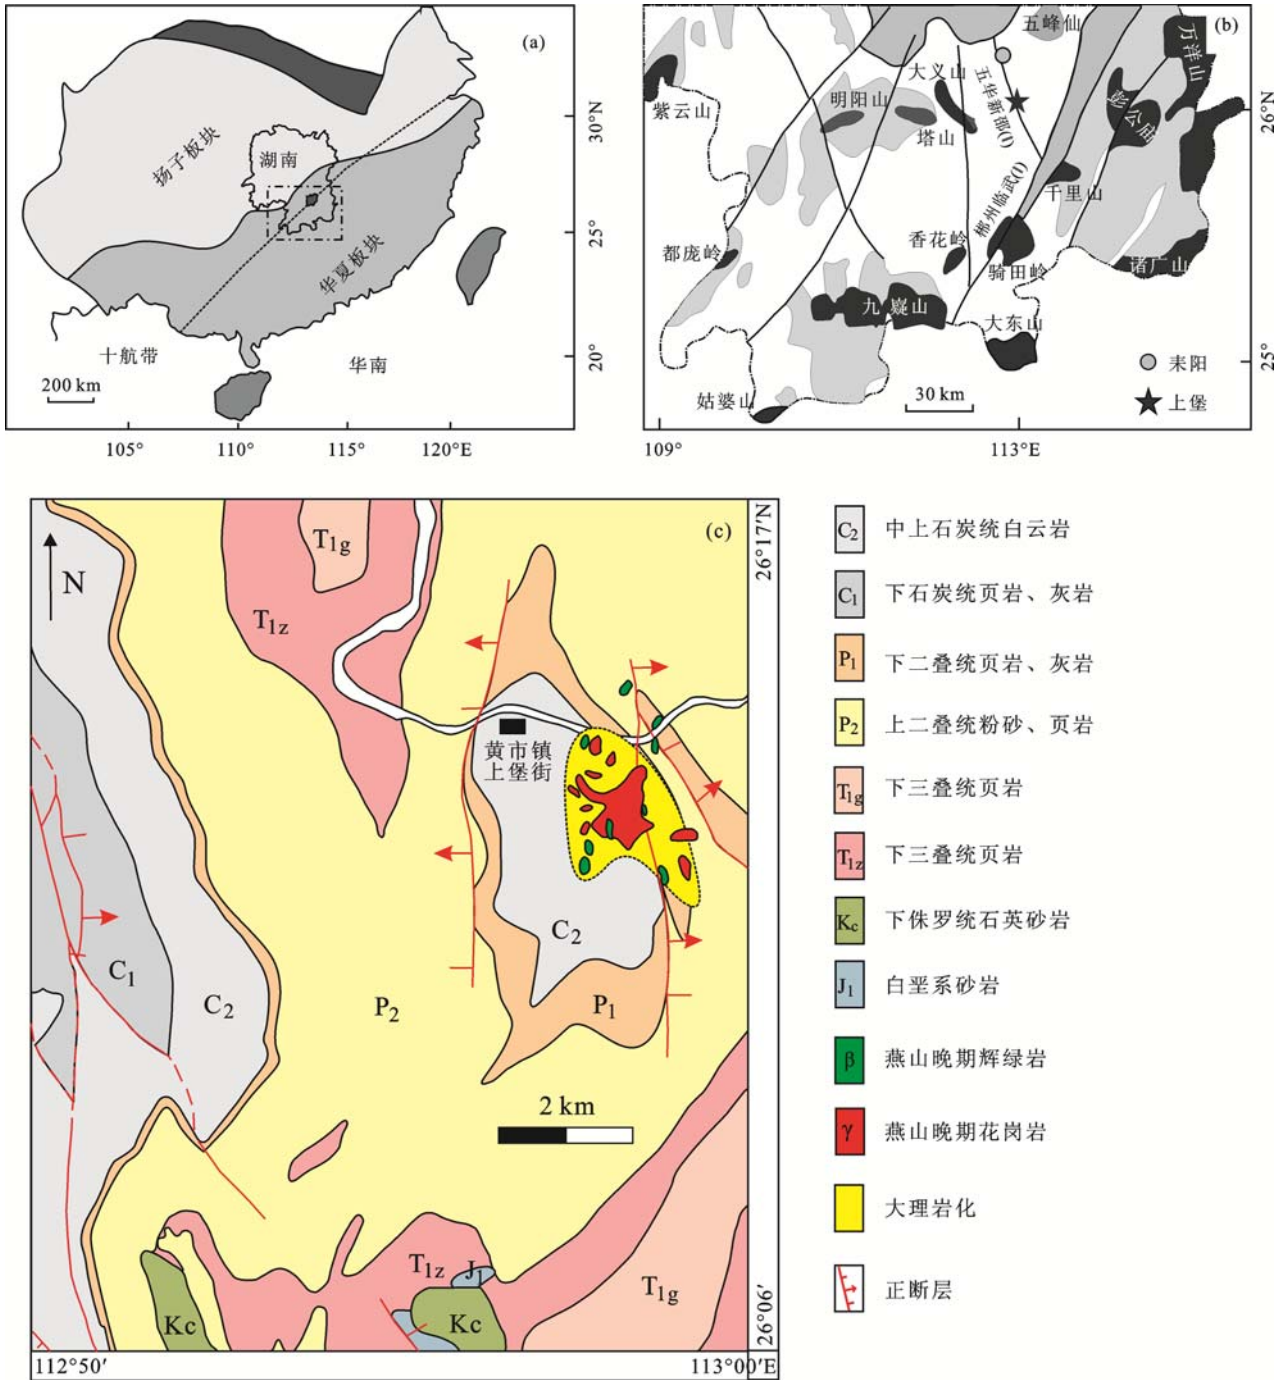 (a)
扬子板块
湖南
华夏板块
十航带
华南
200 km
30°N
25°
20°
105°
110°
115°
120°E
(b)
五峰仙
万洋山
大义山
紫云山
明阳山
塔山
五华新邵(I)
彭公庙
26°N
千里山
郴州临武(I)
都庞岭
香花岭
骑田岭
诸广山
九嶷山
大东山
姑婆山
30 km
耒阳
上堡
25°
109°
113°E
(c)
N
T1g
T1z
26°17′N
黄市镇
上堡街
C2
C1
C2
P2
P1
2 km
T1z
J1
T1g
Kc
Kc
26°06′
112°50′
113°00′E
C2 中上石炭统白云岩
C1 下石炭统页岩、灰岩
P1 下二叠统页岩、灰岩
P2 上二叠统粉砂、页岩
T1g 下三叠统页岩
T1z 下三叠统页岩
Kc 下侏罗统石英砂岩
J1 白垩系砂岩
β 燕山晚期辉绿岩
γ 燕山晚期花岗岩
大理岩化
正断层